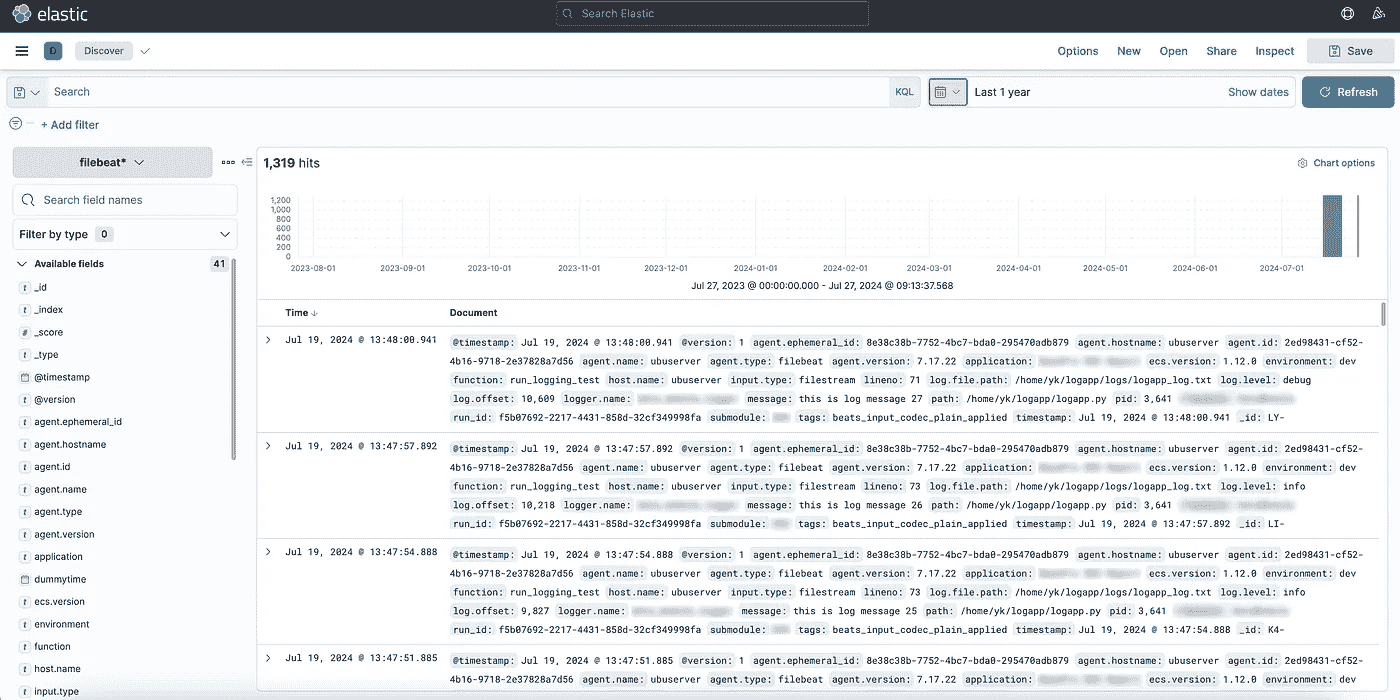 elastic
Search Elastic
D
Discover
Options New Open Share Inspect Save
Search
KQL
Last 1 year
Show dates
Refresh
+ Add filter
filebeat*
Search field names
Filter by type 0
Available fields 41
t _id
t _index
# _score
t _type
@timestamp
t @version
t agent.ephemeral_id
t agent.hostname
t agent.id
t agent.name
t agent.type
t agent.version
t application
dummytime
t ecs.version
t environment
t function
t host.name
t input.type
1,319 hits
Chart options
1,200
1,000
800
600
400
200
0
2023-08-01 2023-09-01 2023-10-01 2023-11-01 2023-12-01 2024-01-01 2024-02-01 2024-03-01 2024-04-01 2024-05-01 2024-06-01 2024-07-01
Jul 27, 2023 @ 00:00:00.000 - Jul 27, 2024 @ 09:13:37.568
Time Document
Jul 19, 2024 @ 13:48:00.941 @timestamp: Jul 19, 2024 @ 13:48:00.941 @version: 1 agent.ephemeral_id: 8e38c38b-7752-4bc7-bda0-295470adb879 agent.hostname: ubuserver agent.id: 2ed98431-cf52-
4b16-9718-2e37828a7d56 agent.name: ubuserver agent.type: filebeat agent.version: 7.17.22 application: ecs.version: 1.12.0 environment: dev
function: run_logging_test host.name: ubuserver input.type: filestream lineno: 71 log.file.path: /home/yk/logapp/logs/logapp_log.txt log.level: debug
log.offset: 10,609 logger.name: message: this is log message 27 path: /home/yk/logapp/logapp.py pid: 3,641
run_id: f5b07692-2217-4431-858d-32cf349998fa submodule: tags: beats_input_codec_plain_applied timestamp: Jul 19, 2024 @ 13:48:00.941 _id: LY-
Jul 19, 2024 @ 13:47:57.892 @timestamp: Jul 19, 2024 @ 13:47:57.892 @version: 1 agent.ephemeral_id: 8e38c38b-7752-4bc7-bda0-295470adb879 agent.hostname: ubuserver agent.id: 2ed98431-cf52-
4b16-9718-2e37828a7d56 agent.name: ubuserver agent.type: filebeat agent.version: 7.17.22 application: ecs.version: 1.12.0 environment: dev
function: run_logging_test host.name: ubuserver input.type: filestream lineno: 73 log.file.path: /home/yk/logapp/logs/logapp_log.txt log.level: info
log.offset: 10,218 logger.name: message: this is log message 26 path: /home/yk/logapp/logapp.py pid: 3,641
run_id: f5b07692-2217-4431-858d-32cf349998fa submodule: tags: beats_input_codec_plain_applied timestamp: Jul 19, 2024 @ 13:47:57.892 _id: LI-
Jul 19, 2024 @ 13:47:54.888 @timestamp: Jul 19, 2024 @ 13:47:54.888 @version: 1 agent.ephemeral_id: 8e38c38b-7752-4bc7-bda0-295470adb879 agent.hostname: ubuserver agent.id: 2ed98431-cf52-
4b16-9718-2e37828a7d56 agent.name: ubuserver agent.type: filebeat agent.version: 7.17.22 application: ecs.version: 1.12.0 environment: dev
function: run_logging_test host.name: ubuserver input.type: filestream lineno: 73 log.file.path: /home/yk/logapp/logs/logapp_log.txt log.level: info
log.offset: 9,827 logger.name: message: this is log message 25 path: /home/yk/logapp/logapp.py pid: 3,641
run_id: f5b07692-2217-4431-858d-32cf349998fa submodule: tags: beats_input_codec_plain_applied timestamp: Jul 19, 2024 @ 13:47:54.888 _id: K4-
Jul 19, 2024 @ 13:47:51.885 @timestamp: Jul 19, 2024 @ 13:47:51.885 @version: 1 agent.ephemeral_id: 8e38c38b-7752-4bc7-bda0-295470adb879 agent.hostname: ubuserver agent.id: 2ed98431-cf52-
4b16-9718-2e37828a7d56 agent.name: ubuserver agent.type: filebeat agent.version: 7.17.22 application: ecs.version: 1.12.0 environment: dev